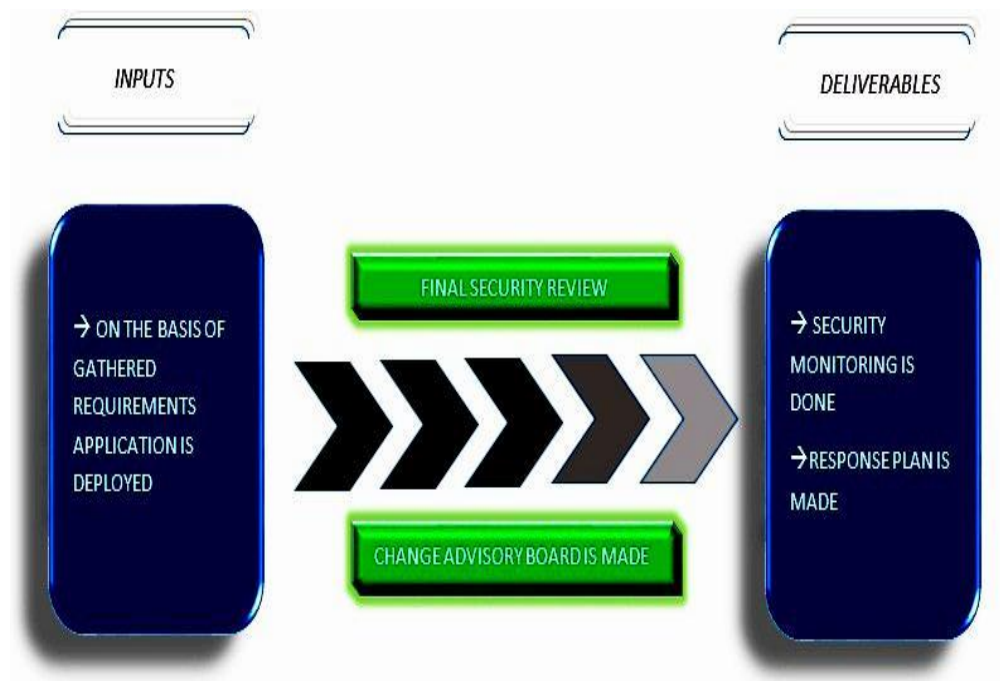 INPUTS
DELIVERABLES
→ ON THE BASIS OF
GATHERED
REQUIREMENTS
APPLICATION IS
DEPLOYED
FINAL SECURITY REVIEW
CHANGE ADVISORY BOARD IS MADE
→ SECURITY
MONITORING IS
DONE
→RESPONSE PLAN IS
MADE